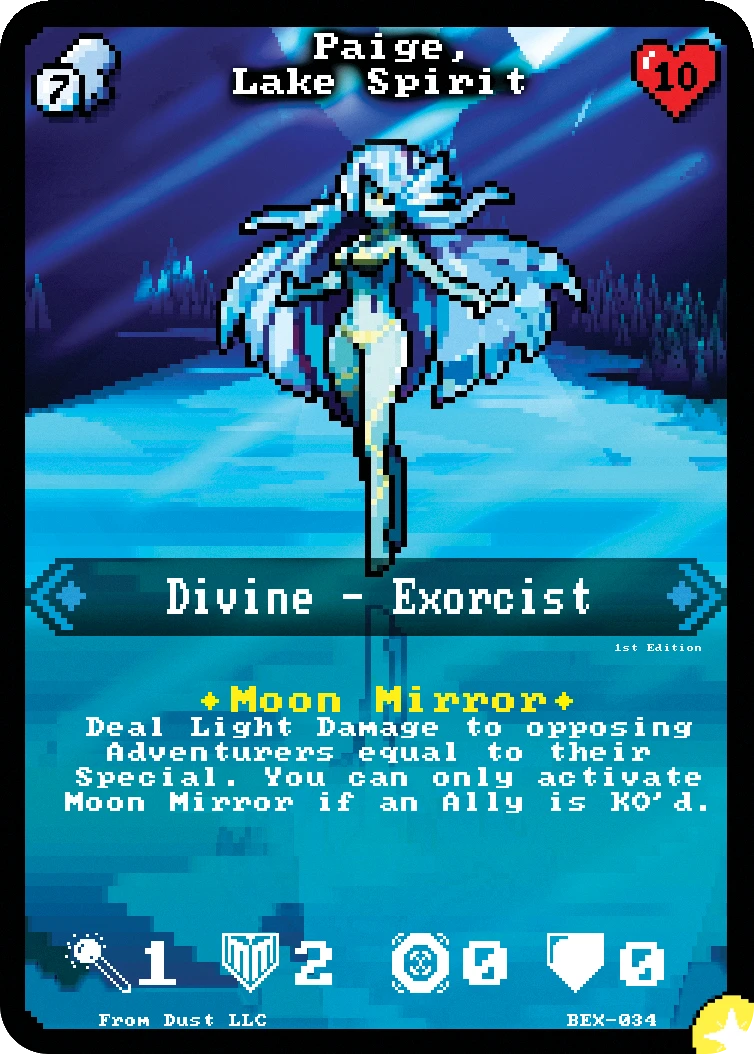 Paige,
Lake Spirit
7
10
Divine - Exorcist
1st Edition
Moon Mirror
Deal Light Damage to opposing
Adventurers equal to their
Special. You can only activate
Moon Mirror if an Ally is KO'd.
1 2 0 0
From Dust LLC BEX-034